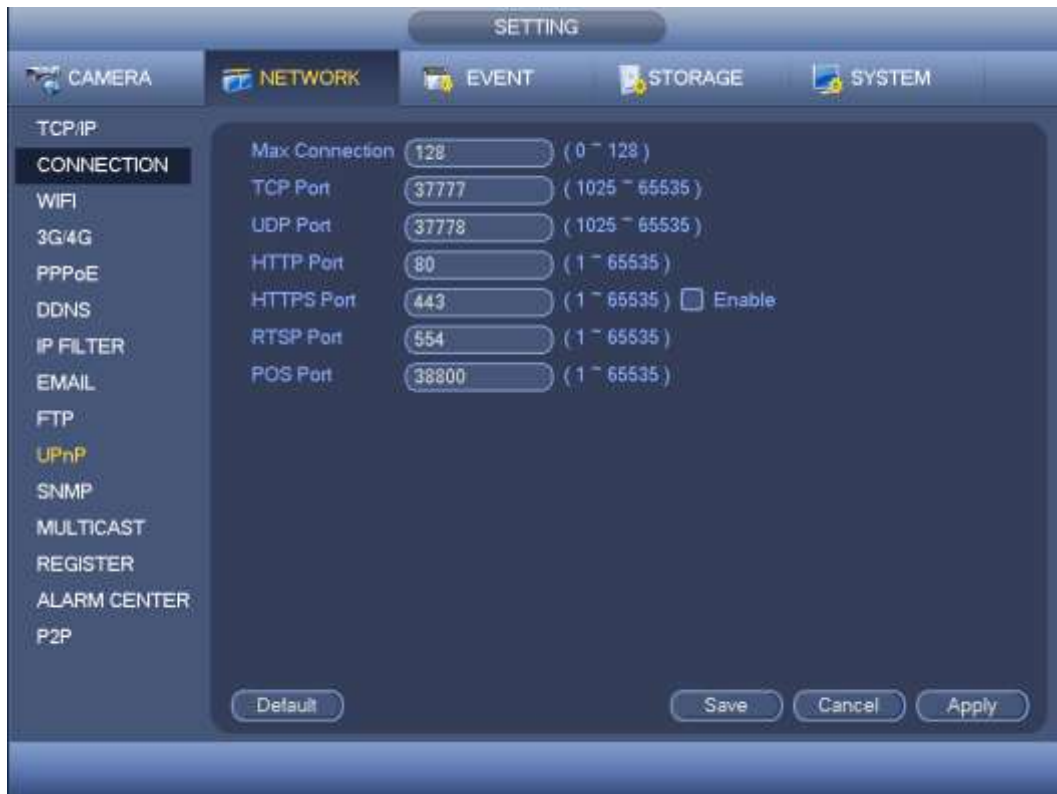 SETTING
CAMERA NETWORK EVENT STORAGE SYSTEM
TCP/IP
CONNECTION
WIFI
3G/4G
PPPoE
DDNS
IP FILTER
EMAIL
FTP
UPnP
SNMP
MULTICAST
REGISTER
ALARM CENTER
P2P
Max Connection 128 ( 0 ~ 128 )
TCP Port 37777 ( 1025 ~ 65535 )
UDP Port 37778 ( 1025 ~ 65535 )
HTTP Port 80 ( 1 ~ 65535 )
HTTPS Port 443 ( 1 ~ 65535 ) Enable
RTSP Port 554 ( 1 ~ 65535 )
POS Port 38800 ( 1 ~ 65535 )
Default Save Cancel Apply